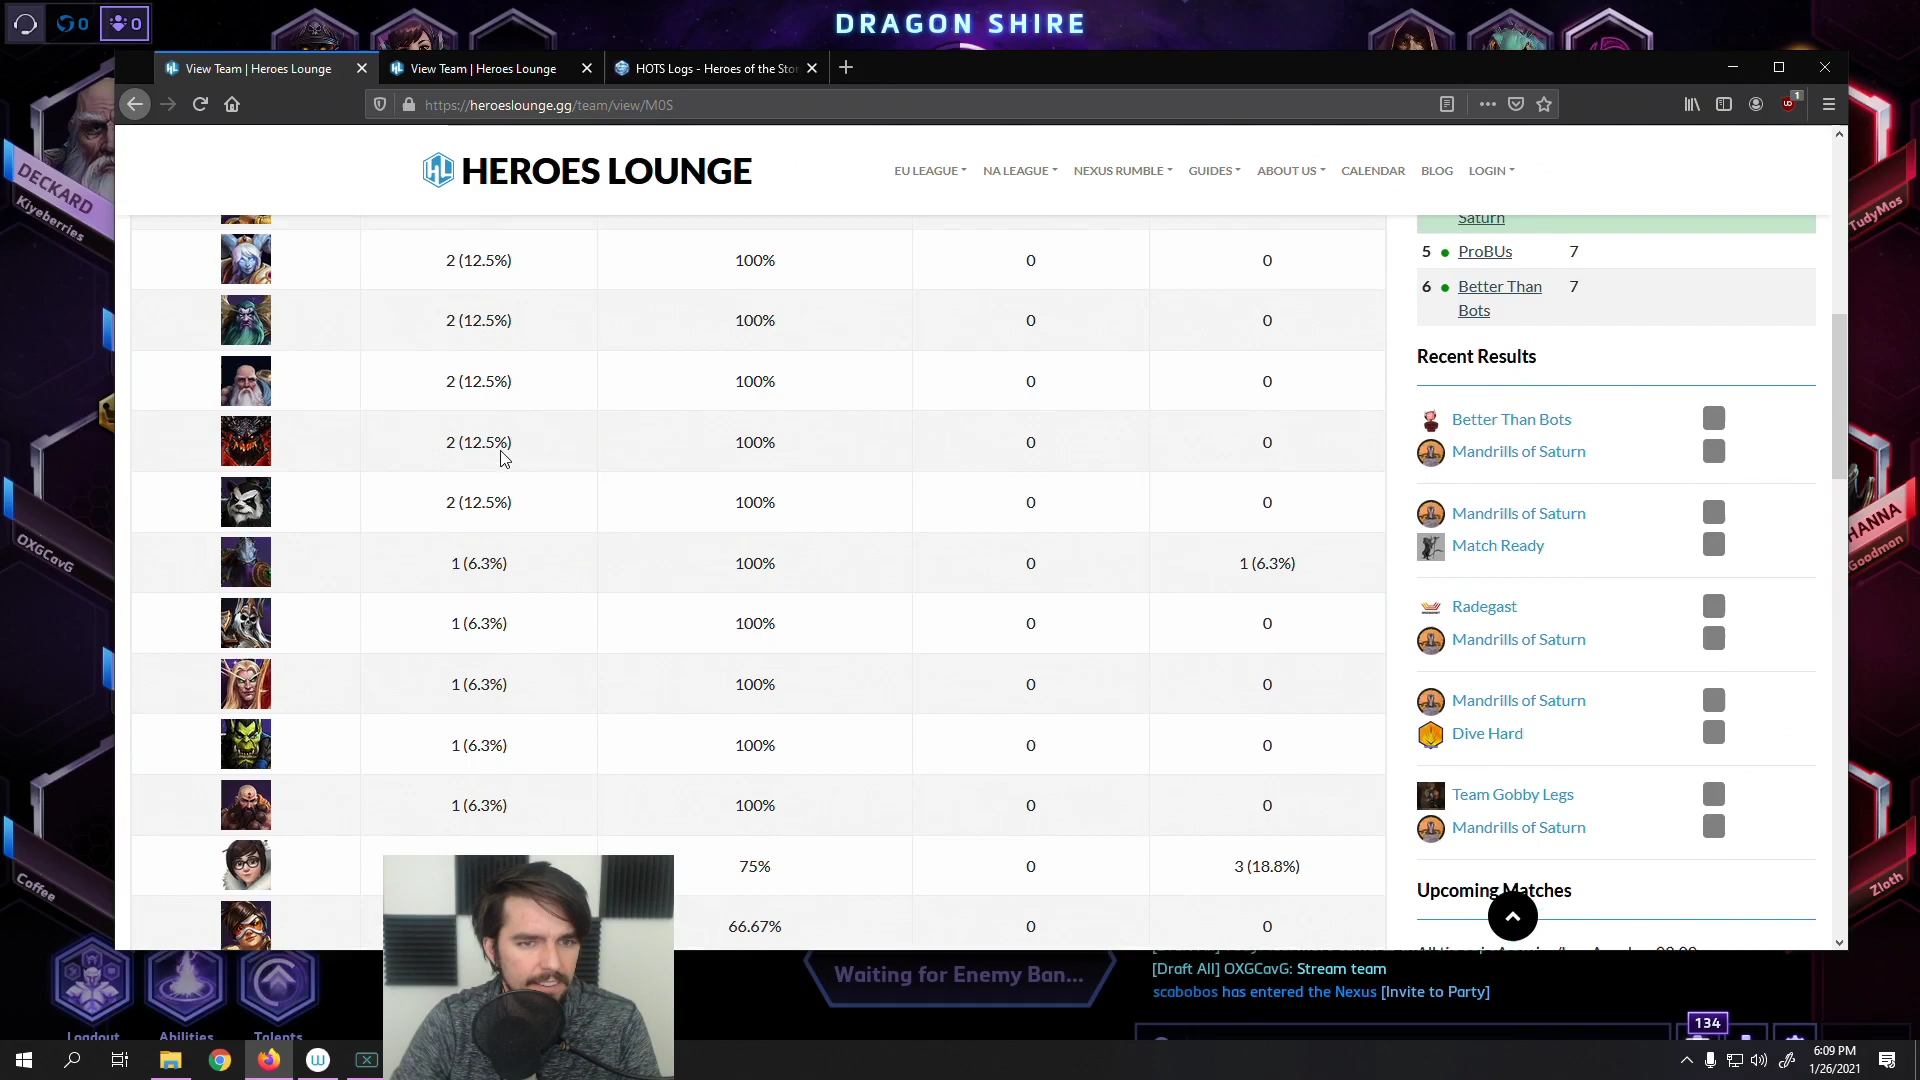 0 0
DRAGON SHIRE
View Team | Heroes Lounge
View Team | Heroes Lounge
HOTS Logs - Heroes of the Stor
https://heroeslounge.gg/team/view/M0S
1
HEROES LOUNGE
EU LEAGUE
NA LEAGUE
NEXUS RUMBLE
GUIDES
ABOUT US
CALENDAR
BLOG
LOGIN
DECKARD
Kiyeberries
OXGCavG
Coffee
TudyMas
HANNA
Goodman
Zloth
2 (12.5%) 100% 0 0
2 (12.5%) 100% 0 0
2 (12.5%) 100% 0 0
2 (12.5%) 100% 0 0
2 (12.5%) 100% 0 0
1 (6.3%) 100% 0 1 (6.3%)
1 (6.3%) 100% 0 0
1 (6.3%) 100% 0 0
1 (6.3%) 100% 0 0
1 (6.3%) 100% 0 0
75% 0 3 (18.8%)
66.67% 0 0
Saturn
5 ProBUs 7
6 Better Than 7
Bots
Recent Results
Better Than Bots
Mandrills of Saturn
Mandrills of Saturn
Match Ready
Radegast
Mandrills of Saturn
Mandrills of Saturn
Dive Hard
Team Gobby Legs
Mandrills of Saturn
Upcoming Matches
Waiting for Enemy Ban...
[Draft All] OXGCavG: Stream team
scabobos has entered the Nexus [Invite to Party]
Loadout
Abilities
Talents
134
6:09 PM
1/26/2021